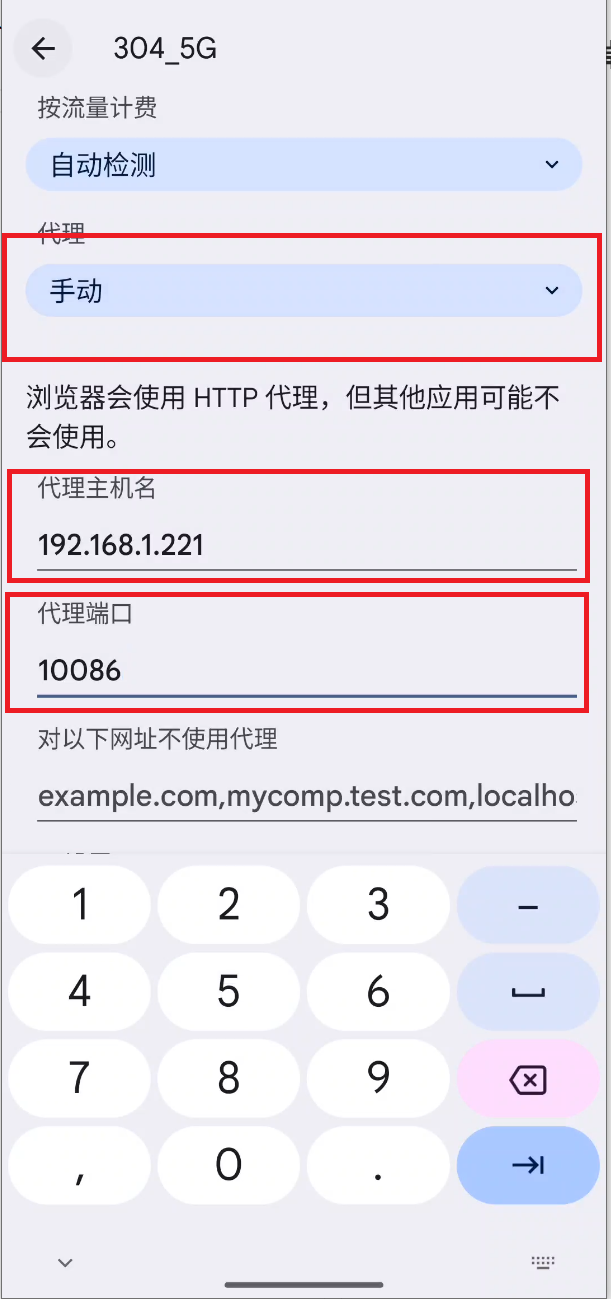 304_5G
按流量计费
自动检测
代理
手动
浏览器会使用 HTTP 代理，但其他应用可能不
会使用。
代理主机名
192.168.1.221
代理端口
10086
对以下网址不使用代理
example.com,mycomp.test.com,localho
1 2 3 –
4 5 6
7 8 9
, 0 .